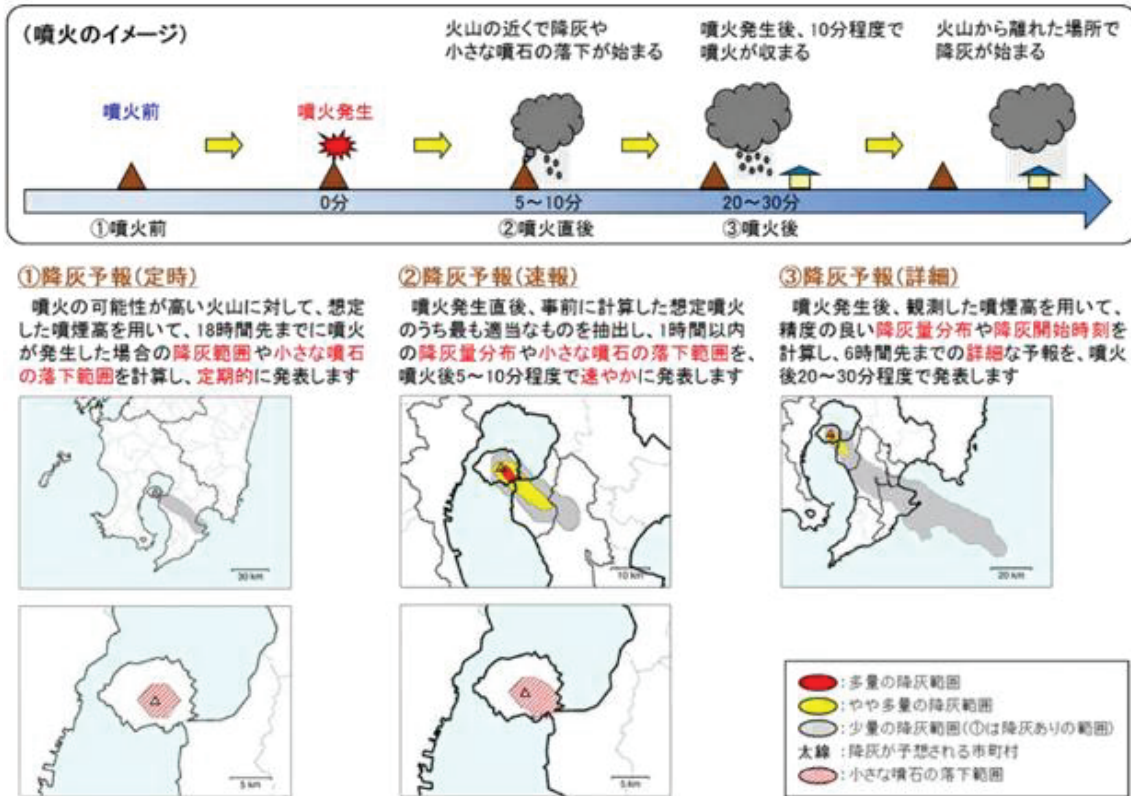 (噴火のイメージ)
火山の近くで降灰や
小さな噴石の落下が始まる
噴火発生後、10分程度で
噴火が収まる
火山から離れた場所で
降灰が始まる
噴火前
噴火発生
0分
5～10分
20～30分
①噴火前
②噴火直後
③噴火後
①降灰予報(定時)
噴火の可能性が高い火山に対して、想定
した噴煙高を用いて、18時間先までに噴火
が発生した場合の降灰範囲や小さな噴石
の落下範囲を計算し、定期的に発表します
30 km
5 km
②降灰予報(速報)
噴火発生直後、事前に計算した想定噴火
のうち最も適当なものを抽出し、1時間以内
の降灰量分布や小さな噴石の落下範囲を、
噴火後5～10分程度で速やかに発表します
10 km
5 km
③降灰予報(詳細)
噴火発生後、観測した噴煙高を用いて、
精度の良い降灰量分布や降灰開始時刻を
計算し、6時間先までの詳細な予報を、噴火
後20～30分程度で発表します
20 km
:多量の降灰範囲
:やや多量の降灰範囲
:少量の降灰範囲(①は降灰ありの範囲)
太線:降灰が予想される市町村
:小さな噴石の落下範囲